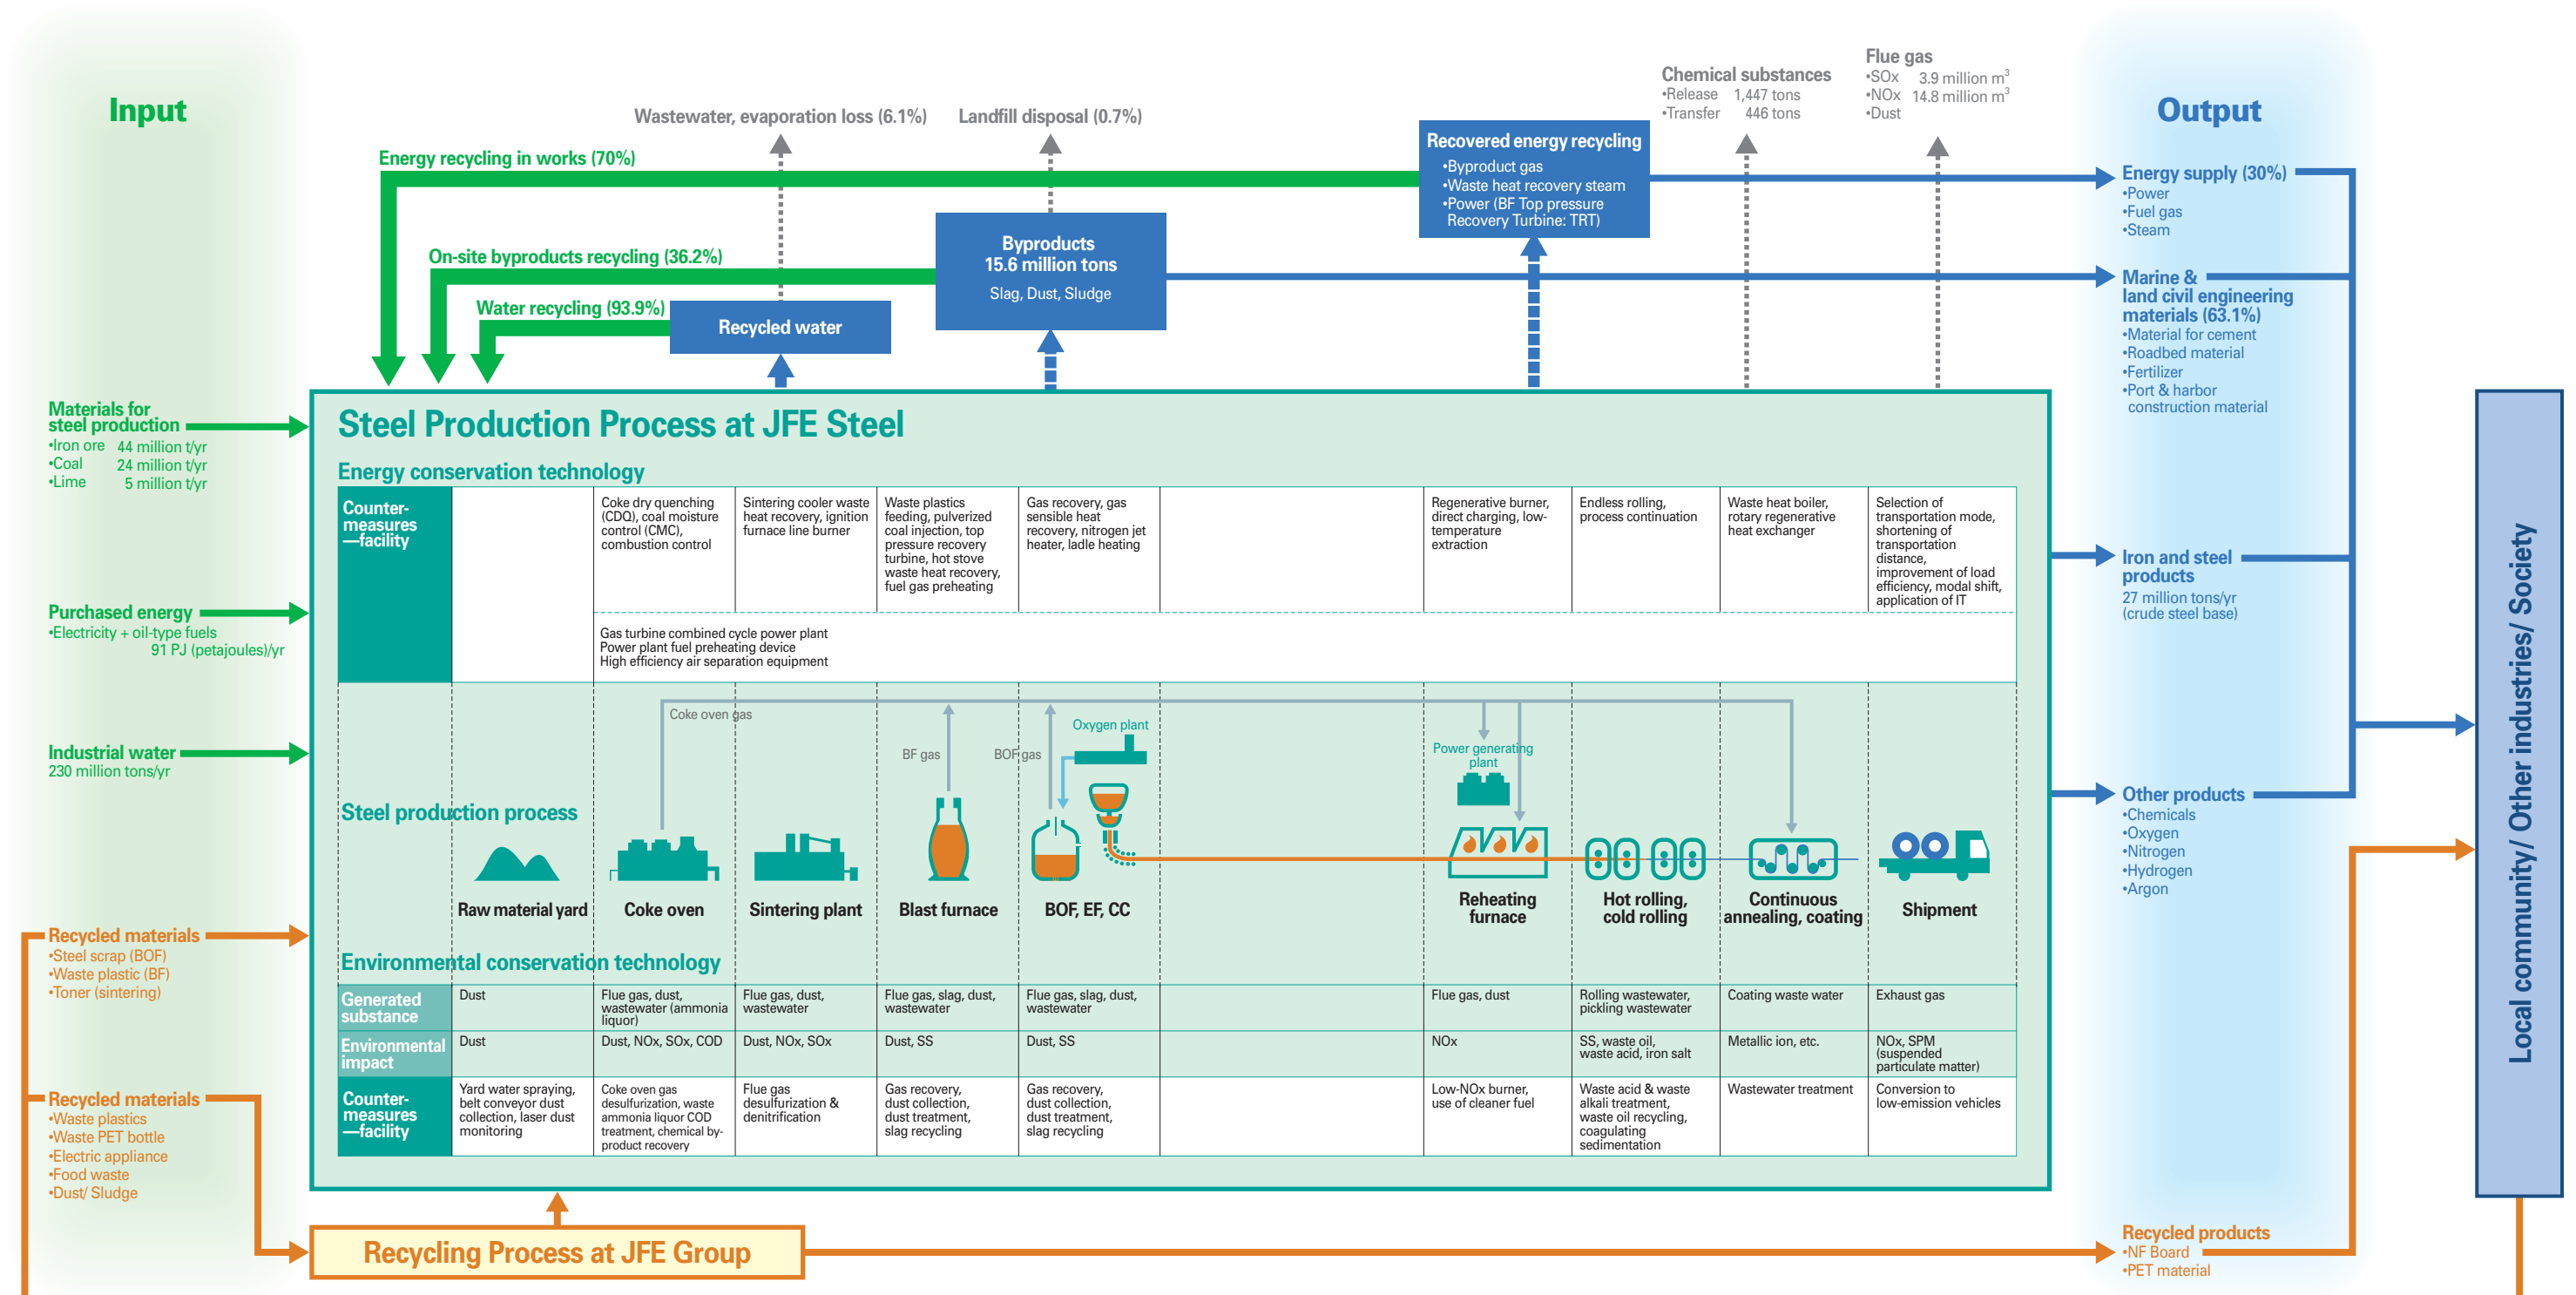 Input
Output
Chemical substances
•Release 1,447 tons
•Transfer 446 tons
Flue gas
•SOx 3.9 million m³
•NOx 14.8 million m³
•Dust
Wastewater, evaporation loss (6.1%)
Landfill disposal (0.7%)
Energy recycling in works (70%)
On-site byproducts recycling (36.2%)
Water recycling (93.9%)
Recycled water
Byproducts
15.6 million tons
Slag, Dust, Sludge
Recovered energy recycling
•Byproduct gas
•Waste heat recovery steam
•Power (BF Top pressure
Recovery Turbine: TRT)
Energy supply (30%)
•Power
•Fuel gas
•Steam
Marine &
land civil engineering
materials (63.1%)
•Material for cement
•Roadbed material
•Fertilizer
•Port & harbor
construction material
Iron and steel
products
27 million tons/yr
(crude steel base)
Other products
•Chemicals
•Oxygen
•Nitrogen
•Hydrogen
•Argon
Recycled products
•NF Board
•PET material
Local community/ Other industries/ Society
Materials for
steel production
•Iron ore 44 million t/yr
•Coal 24 million t/yr
•Lime 5 million t/yr
Purchased energy
•Electricity + oil-type fuels
91 PJ (petajoules)/yr
Industrial water
230 million tons/yr
Recycled materials
•Steel scrap (BOF)
•Waste plastic (BF)
•Toner (sintering)
Recycled materials
•Waste plastics
•Waste PET bottle
•Electric appliance
•Food waste
•Dust/ Sludge
Steel Production Process at JFE Steel
Energy conservation technology
Counter-
measures
—facility
Coke dry quenching
(CDQ), coal moisture
control (CMC),
combustion control
Sintering cooler waste
heat recovery, ignition
furnace line burner
Waste plastics
feeding, pulverized
coal injection, top
pressure recovery
turbine, hot stove
waste heat recovery,
fuel gas preheating
Gas recovery, gas
sensible heat
recovery, nitrogen jet
heater, ladle heating
Regenerative burner,
direct charging, low-
temperature
extraction
Endless rolling,
process continuation
Waste heat boiler,
rotary regenerative
heat exchanger
Selection of
transportation mode,
shortening of
transportation
distance,
improvement of load
efficiency, modal shift,
application of IT
Gas turbine combined cycle power plant
Power plant fuel preheating device
High efficiency air separation equipment
Coke oven gas
BF gas
BOF gas
Oxygen plant
Power generating
plant
Steel production process
Raw material yard
Coke oven
Sintering plant
Blast furnace
BOF, EF, CC
Reheating
furnace
Hot rolling,
cold rolling
Continuous
annealing, coating
Shipment
Environmental conservation technology
Generated
substance
Dust
Flue gas, dust,
wastewater (ammonia
liquor)
Flue gas, dust,
wastewater
Flue gas, slag, dust,
wastewater
Flue gas, slag, dust,
wastewater
Flue gas, dust
Rolling wastewater,
pickling wastewater
Coating waste water
Exhaust gas
Environmental
impact
Dust
Dust, NOx, SOx, COD
Dust, NOx, SOx
Dust, SS
Dust, SS
NOx
SS, waste oil,
waste acid, iron salt
Metallic ion, etc.
NOx, SPM
(suspended
particulate matter)
Counter-
measures
—facility
Yard water spraying,
belt conveyor dust
collection, laser dust
monitoring
Coke oven gas
desulfurization, waste
ammonia liquor COD
treatment, chemical by-
product recovery
Flue gas
desulfurization &
denitrification
Gas recovery,
dust collection,
dust treatment,
slag recycling
Gas recovery,
dust collection,
dust treatment,
slag recycling
Low-NOx burner,
use of cleaner fuel
Waste acid & waste
alkali treatment,
waste oil recycling,
coagulating
sedimentation
Wastewater treatment
Conversion to
low-emission vehicles
Recycling Process at JFE Group